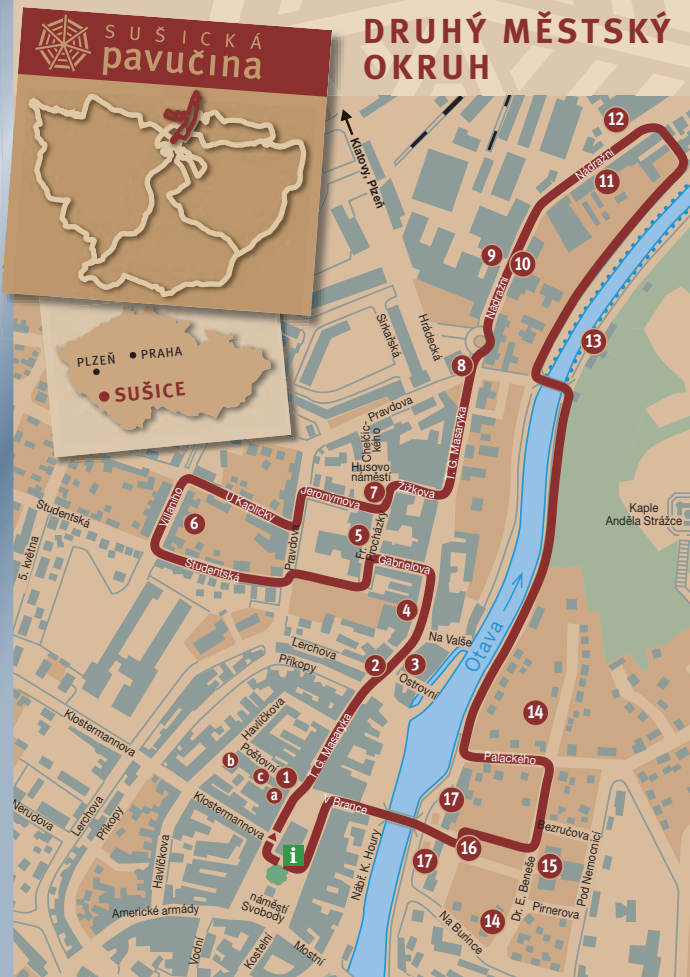 SUŠICKÁ
pavučina
DRUHÝ MĚSTSKÝ
OKRUH
Klatovy, Plzeň
12
Nádražní
11
9
10
Nádražní
13
Sirkařská
Hrádecká
8
PLZEŇ
PRAHA
SUŠICE
Pravdova
Chelčic-
kého
T. G. Masaryka
Husovo
náměstí
7
Žižkova
Jeronymova
U Kapličky
Villaniho
6
Studentská
5. května
Studentská
Pravdova
5
Fr.
Procházky
Gabrielova
Kaple
Anděla Strážce
4
Na Valše
Otava
Lerchova
Příkopy
2
3
Ostrovní
14
Havlíčkova
T. G. Masaryka
Klostermannova
b
Poštovní
c
1
a
Palackého
Klostermannova
V Brance
17
Nerudova
Lerchova
Příkopy
Havlíčkova
i
Nábř. K. Houry
16
17
Bezručova
15
Dr. E. Beneše
Pod Nemocnicí
náměstí
Svobody
Americké armády
Pirnerova
14
Na Burince
Vodní
Kostelní
Mostní